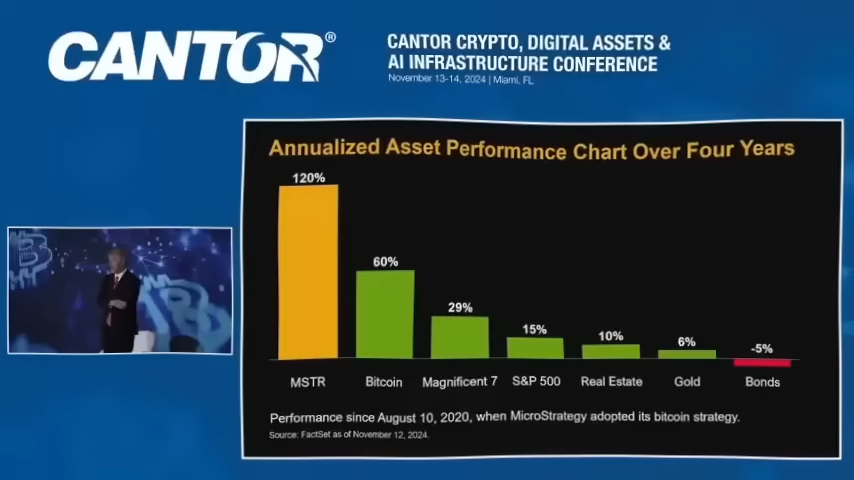 CANTOR®
CANTOR CRYPTO, DIGITAL ASSETS &
AI INFRASTRUCTURE CONFERENCE
November 13-14, 2024 | Miami, FL
Annualized Asset Performance Chart Over Four Years
120%
60%
29%
15%
10%
6%
-5%
MSTR
Bitcoin
Magnificent 7
S&P 500
Real Estate
Gold
Bonds
Performance since August 10, 2020, when MicroStrategy adopted its bitcoin strategy.
Source: FactSet as of November 12, 2024.